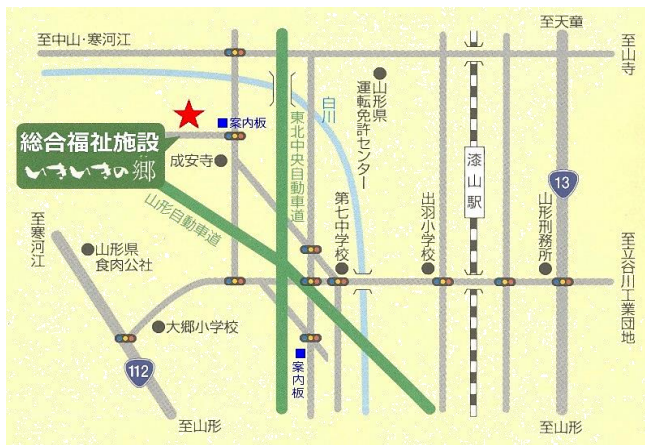 至天童
至中山・寒河江
至山寺
山形県
運転免許センター
白川
案内板
東北中央自動車道
総合福祉施設
いきいきの郷
成安寺
漆山駅
13
山形自動車道
第七中学校
出羽小学校
山形刑務所
至寒河江
至立谷川工業団地
山形県
食肉公社
大郷小学校
案内板
112
至山形
至山形